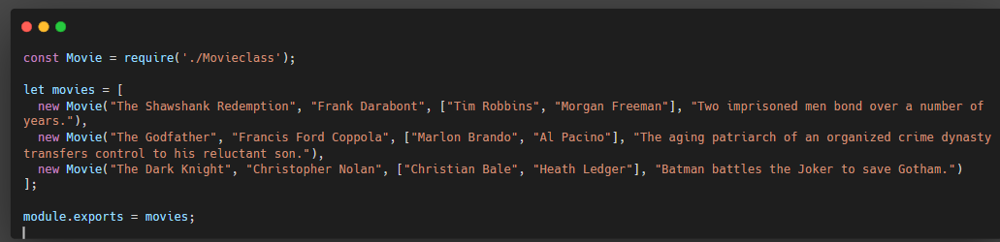 const Movie = require('./Movieclass');
let movies = [
new Movie("The Shawshank Redemption", "Frank Darabont", ["Tim Robbins", "Morgan Freeman"], "Two imprisoned men bond over a number of
years."),
new Movie("The Godfather", "Francis Ford Coppola", ["Marlon Brando", "Al Pacino"], "The aging patriarch of an organized crime dynasty
transfers control to his reluctant son."),
new Movie("The Dark Knight", "Christopher Nolan", ["Christian Bale", "Heath Ledger"], "Batman battles the Joker to save Gotham.")
];
module.exports = movies;